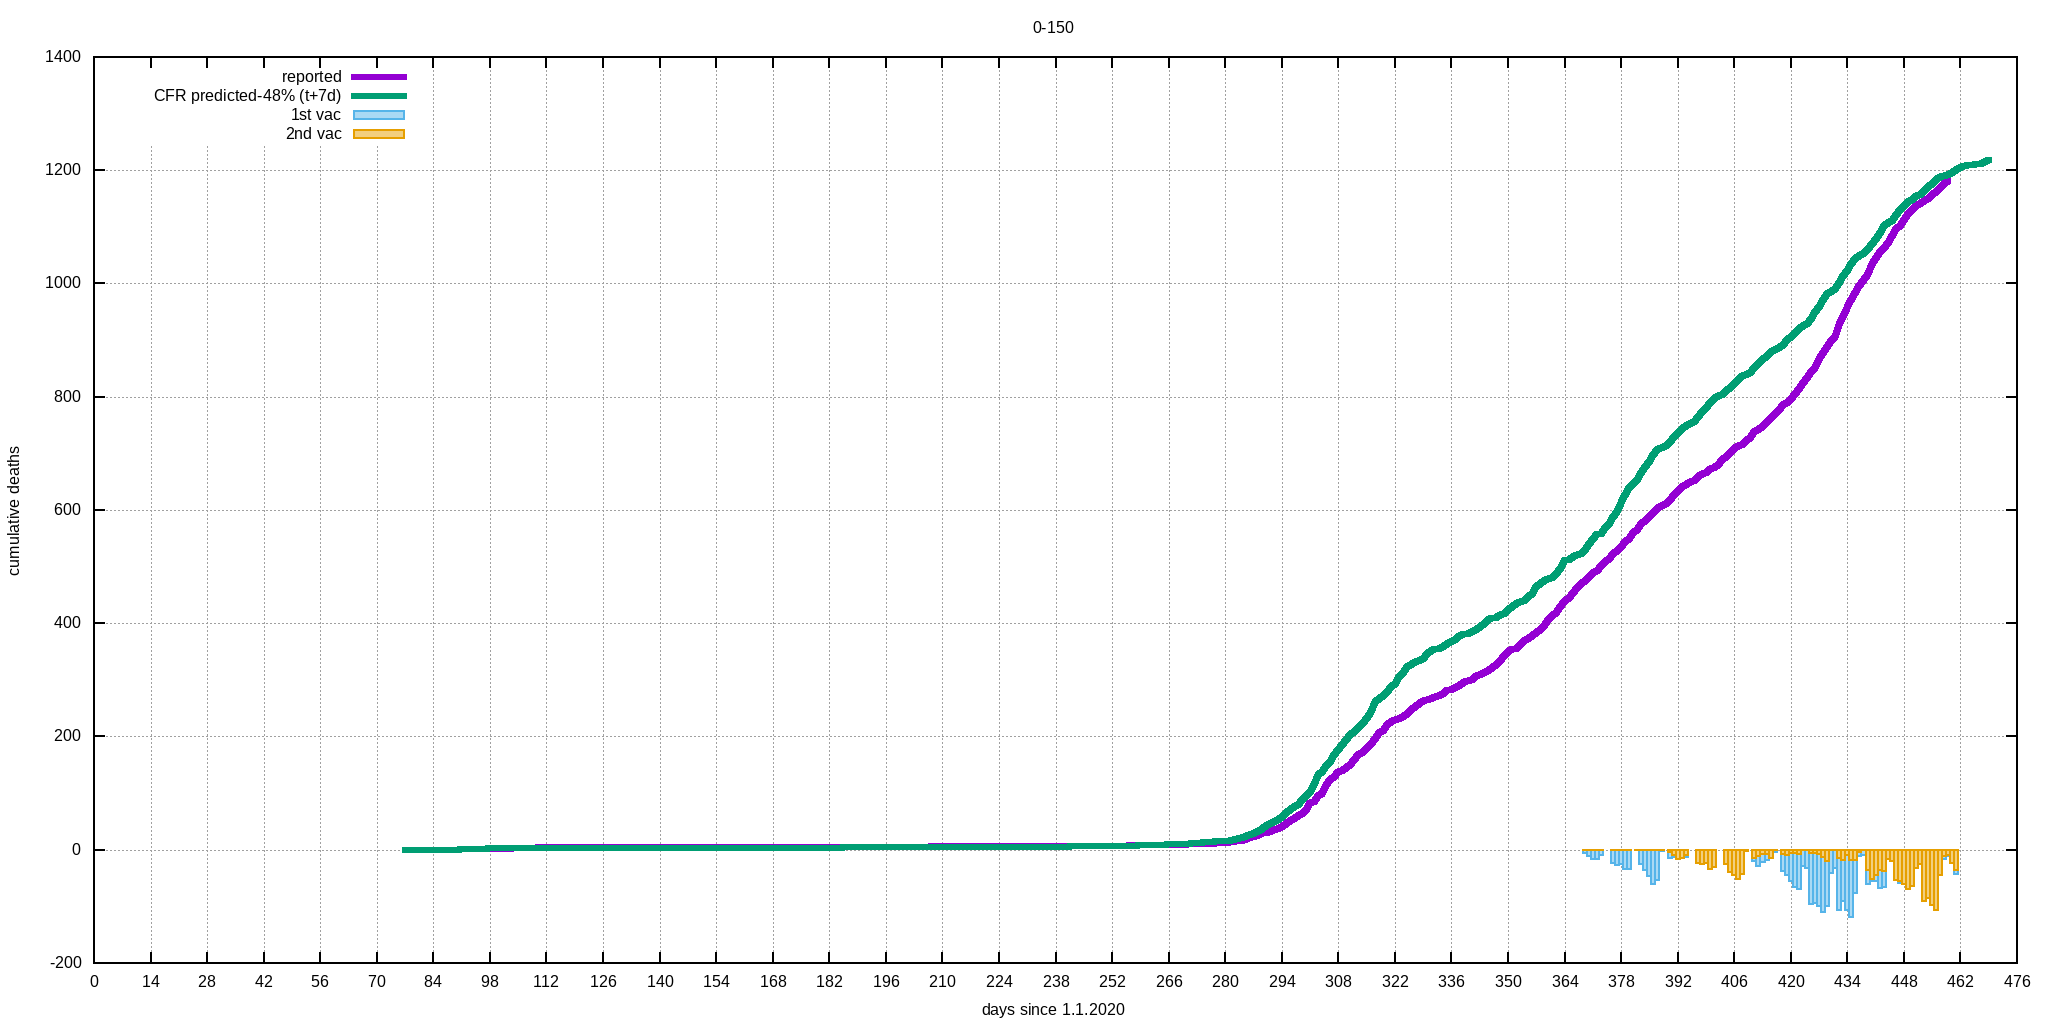 0-150
1400
1200
1000
800
600
400
200
0
-200
reported
CFR predicted-48% (t+7d)
1st vac
2nd vac
cumulative deaths
0 14 28 42 56 70 84 98 112 126 140 154 168 182 196 210 224 238 252 266 280 294 308 322 336 350 364 378 392 406 420 434 448 462 476
days since 1.1.2020